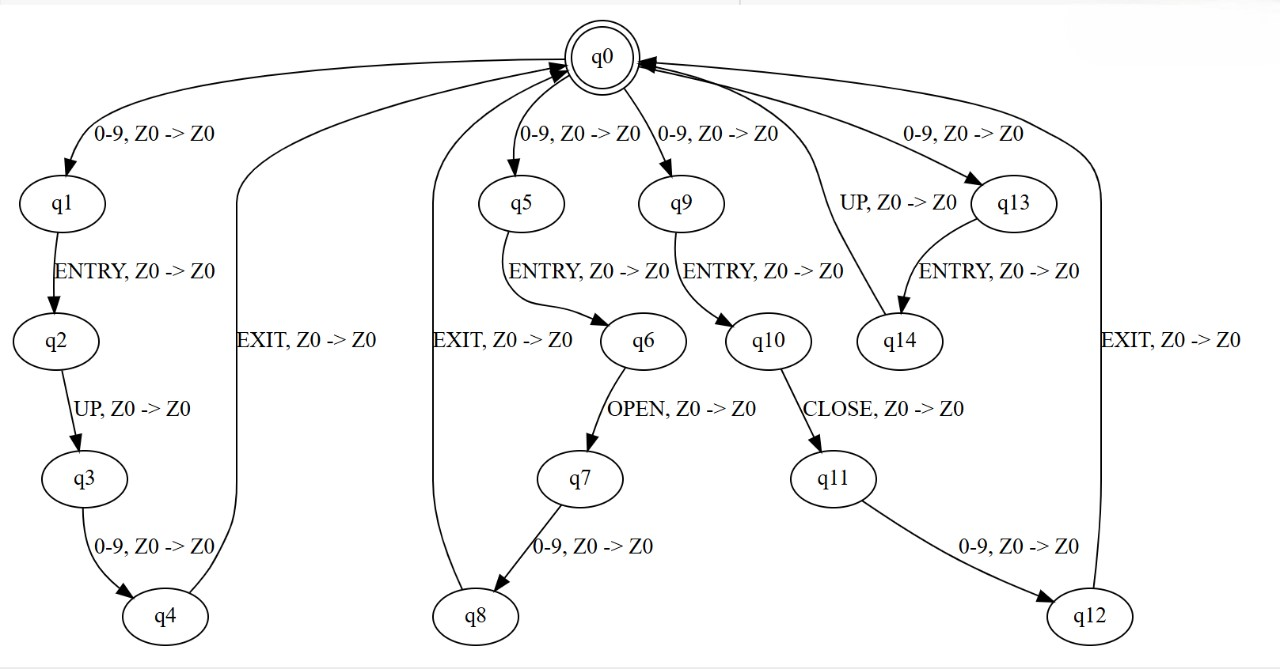 q0
0-9, Z0 -> Z0
0-9, Z0 -> Z0
0-9, Z0 -> Z0
0-9, Z0 -> Z0
q1
q5
q9
UP, Z0 -> Z0
q13
ENTRY, Z0 -> Z0
ENTRY, Z0 -> Z0
ENTRY, Z0 -> Z0
ENTRY, Z0 -> Z0
q2
EXIT, Z0 -> Z0
EXIT, Z0 -> Z0
q6
q10
q14
EXIT, Z0 -> Z0
UP, Z0 -> Z0
OPEN, Z0 -> Z0
CLOSE, Z0 -> Z0
q3
q7
q11
0-9, Z0 -> Z0
0-9, Z0 -> Z0
0-9, Z0 -> Z0
q4
q8
q12